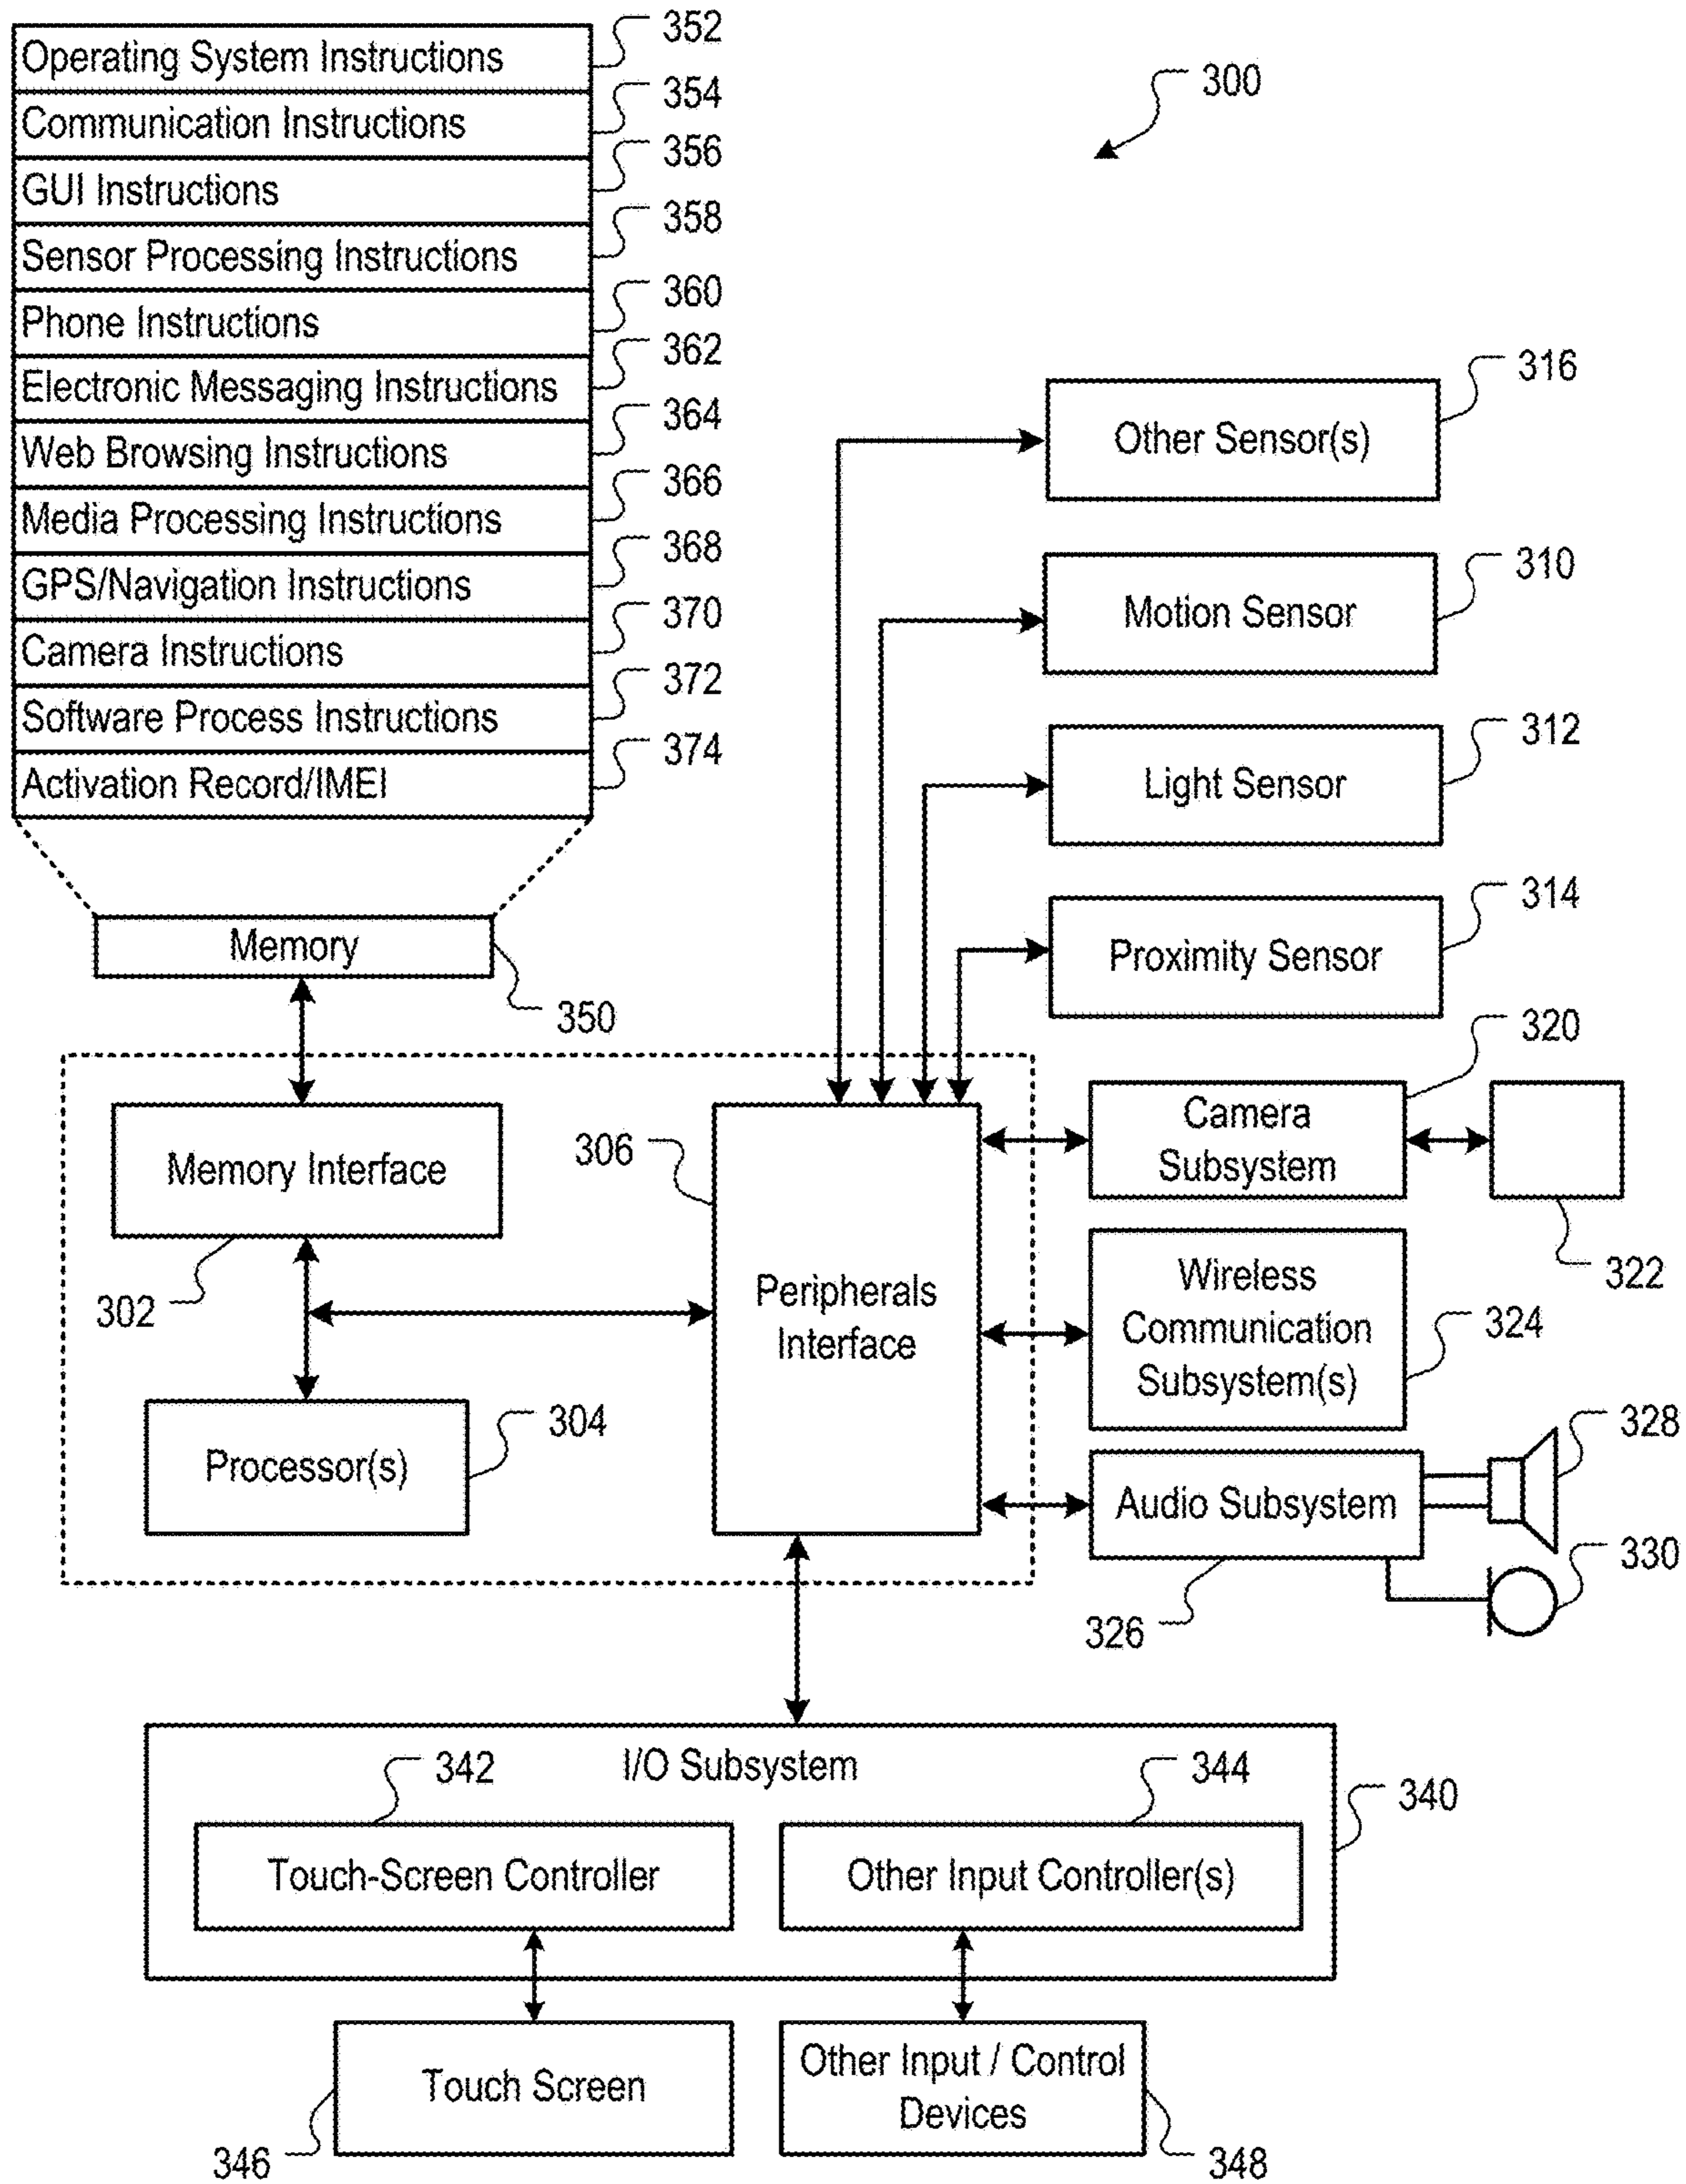 352
Operating System Instructions
300
354
Communication Instructions
356
GUI Instructions
358
Sensor Processing Instructions
360
Phone Instructions
362
Electronic Messaging Instructions
364
Web Browsing Instructions
366
Media Processing Instructions
368
GPS/Navigation Instructions
370
Camera Instructions
372
Software Process Instructions
374
Activation Record/IMEI
316
Other Sensor(s)
310
Motion Sensor
312
Light Sensor
314
Proximity Sensor
Memory
350
320
Camera
Subsystem
322
Memory Interface
302
306
Peripherals
Interface
Wireless
Communication
Subsystem(s)
324
Processor(s)
304
328
Audio Subsystem
326
330
I/O Subsystem
340
342
Touch-Screen Controller
344
Other Input Controller(s)
Touch Screen
346
Other Input / Control
Devices
348